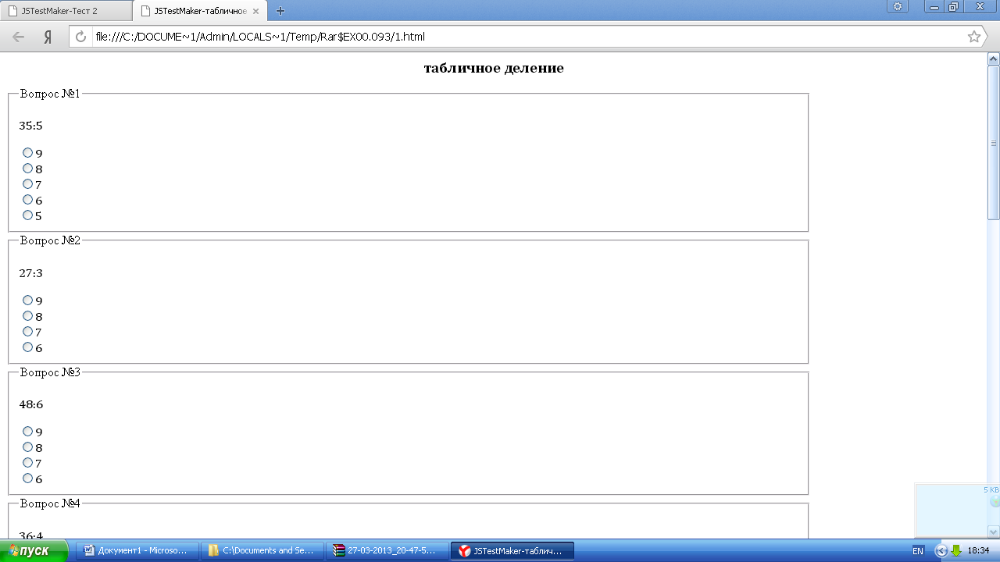 JSTestMaker-Тест 2
JSTestMaker-табличное
Я
file:///C:/DOCUME~1/Admin/LOCALS~1/Temp/Rar$EX00.093/1.html
табличное деление
Вопрос №1
35:5
9
8
7
6
5
Вопрос №2
27:3
9
8
7
6
Вопрос №3
48:6
9
8
7
6
Вопрос №4
36:4
5 KB
пуск
Документ1 - Microso...
C:\Documents and Se...
27-03-2013_20-47-5...
JSTestMaker-таблич...
EN
18:34